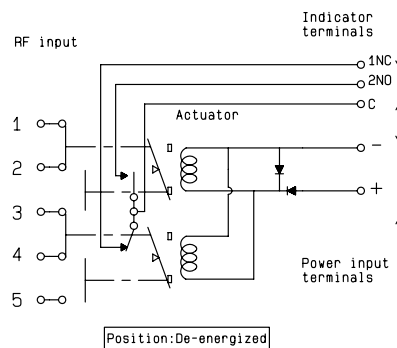 Indicator
terminals
RF input
1NC
2NO
C
Actuator
1
2
3
4
5
-
+
Power input
terminals
Position:De-energized